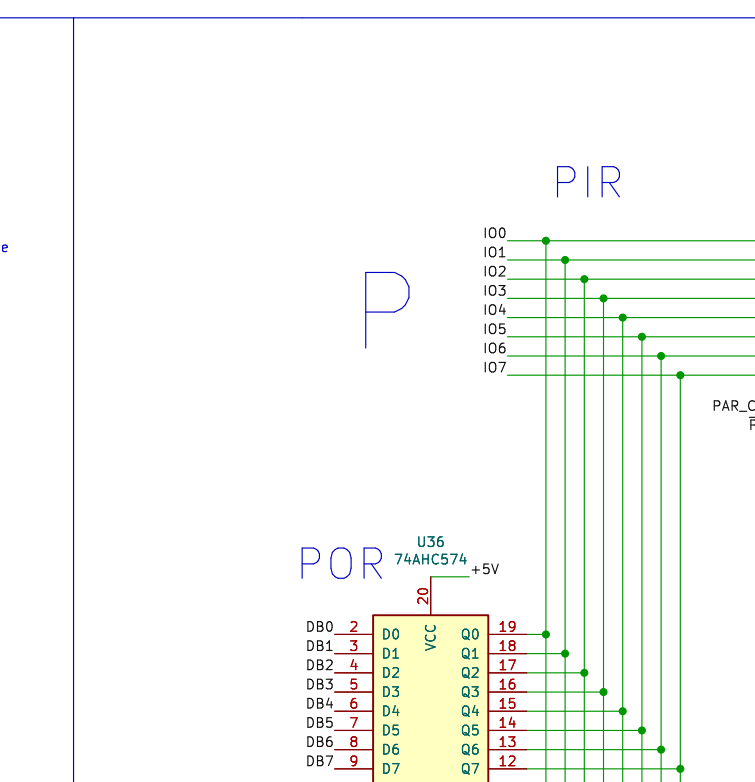 PIR
e
IO0
IO1
IO2
IO3
IO4
IO5
IO6
IO7
P
PAR_C
POR
U36
74AHC574
+5V
20
VCC
DB0 2 D0 Q0 19
DB1 3 D1 Q1 18
DB2 4 D2 Q2 17
DB3 5 D3 Q3 16
DB4 6 D4 Q4 15
DB5 7 D5 Q5 14
DB6 8 D6 Q6 13
DB7 9 D7 Q7 12